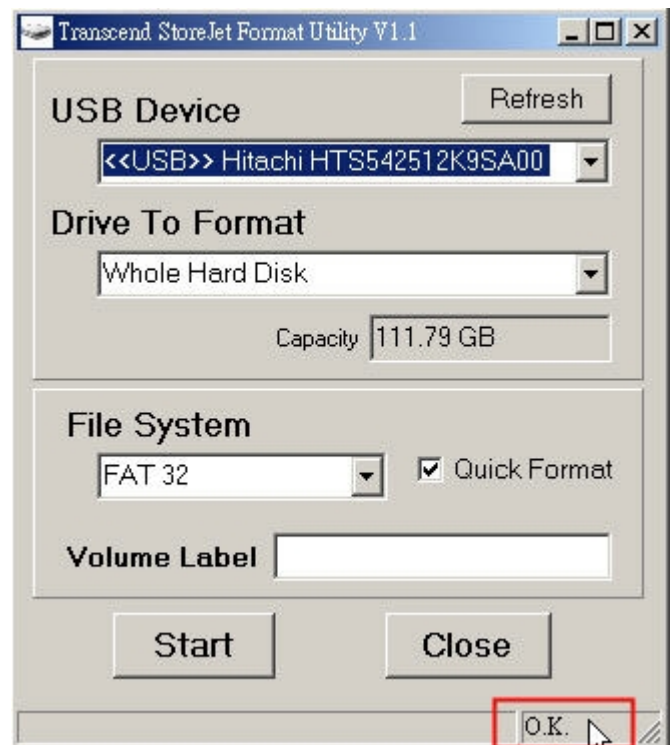 Transcend StoreJet Format Utility V1.1
USB Device
Refresh
<<USB>> Hitachi HTS542512K9SA00
Drive To Format
Whole Hard Disk
Capacity 111.79 GB
File System
FAT 32
Quick Format
Volume Label
Start
Close
O.K.